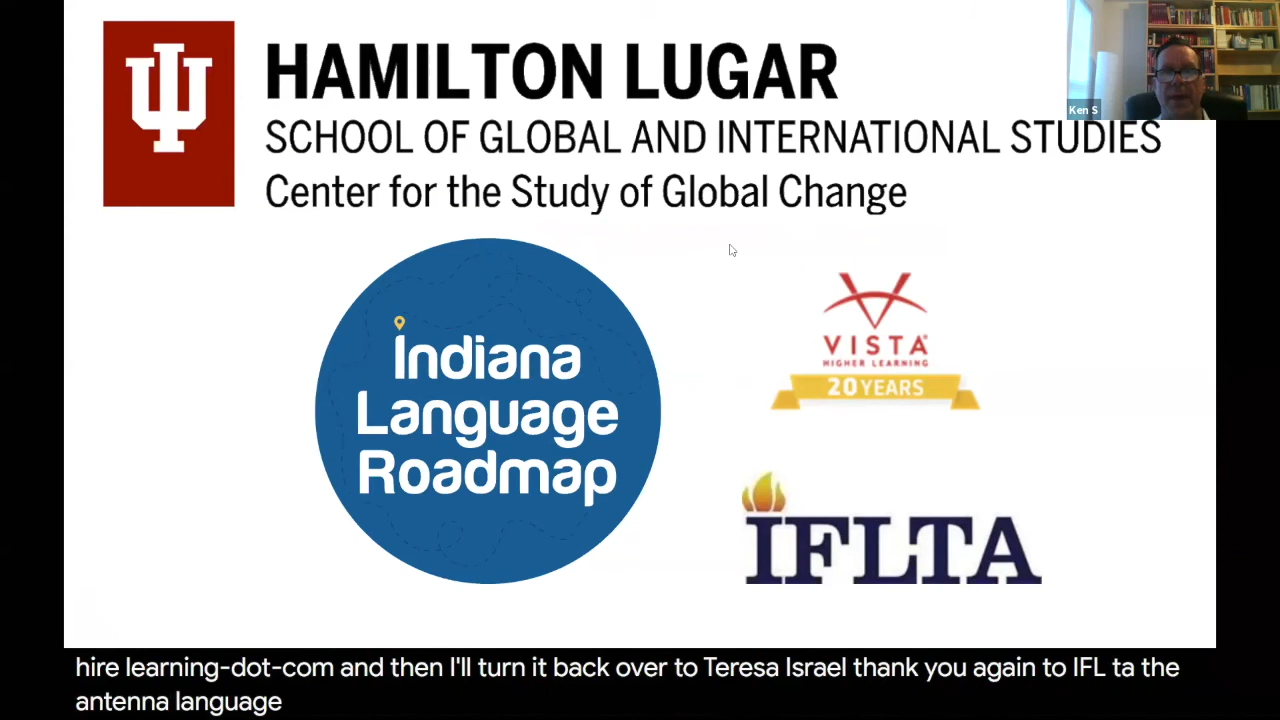 HAMILTON LUGAR
SCHOOL OF GLOBAL AND INTERNATIONAL STUDIES
Center for the Study of Global Change
Ken S
Indiana
Language
Roadmap
VISTA
HIGHER LEARNING
20 YEARS
IFLTA
hire learning-dot-com and then I'll turn it back over to Teresa Israel thank you again to IFL ta the
antenna language